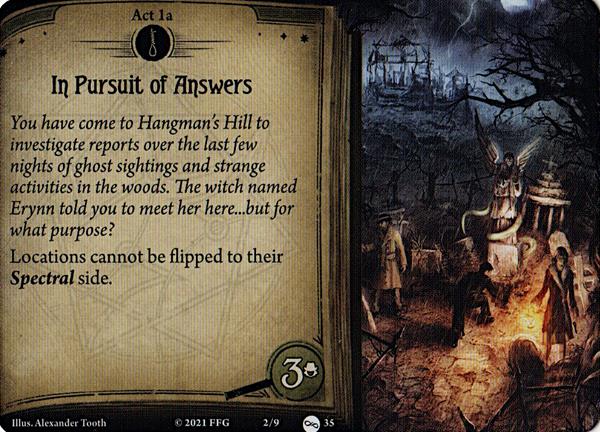 Act 1a
In Pursuit of Answers
You have come to Hangman's Hill to
investigate reports over the last few
nights of ghost sightings and strange
activities in the woods. The witch named
Erynn told you to meet her here...but for
what purpose?
Locations cannot be flipped to their
Spectral side.
3
Illus. Alexander Tooth
© 2021 FFG
2/9
35